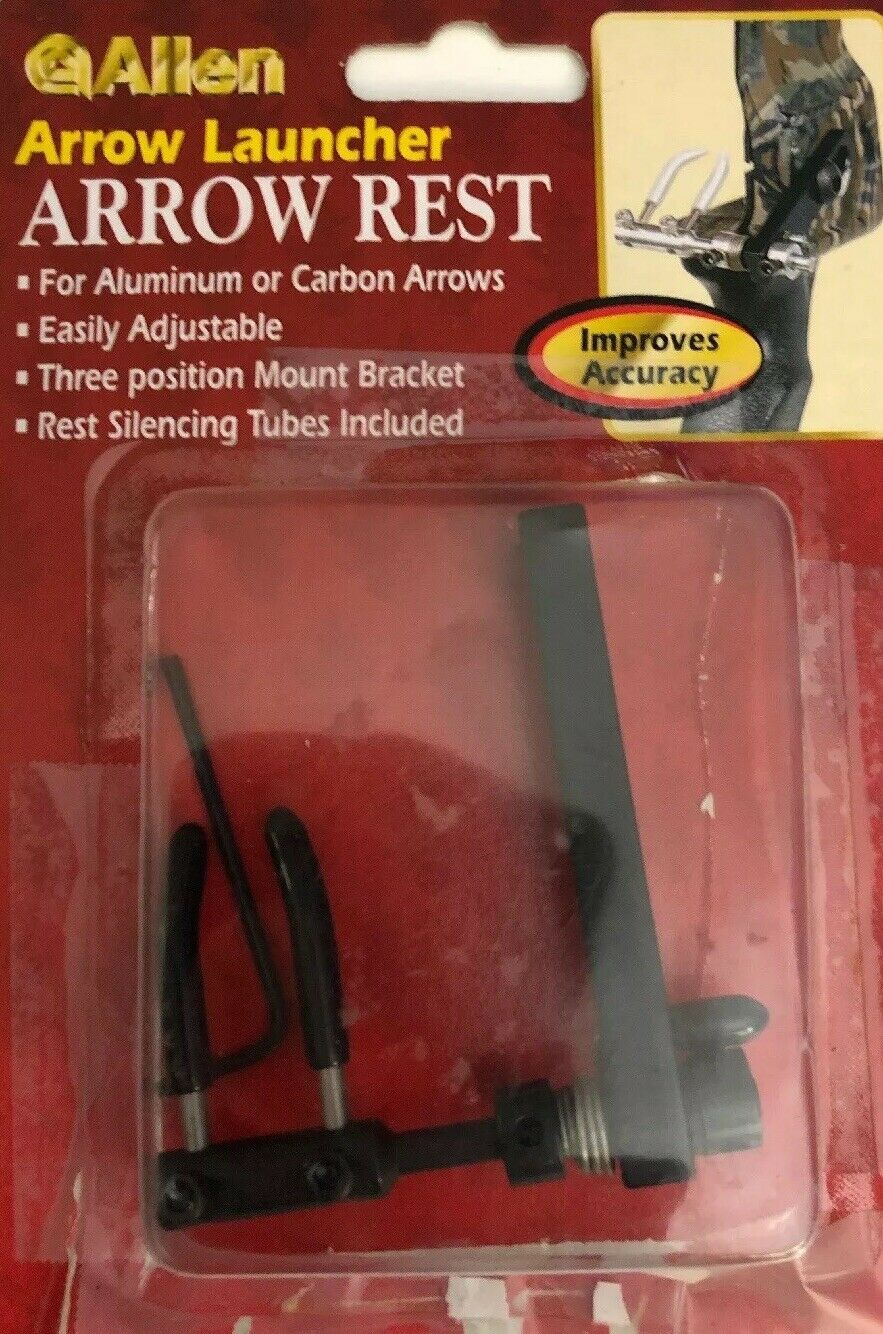 Allen
Arrow Launcher
ARROW REST
▪ For Aluminum or Carbon Arrows
▪ Easily Adjustable
▪ Three position Mount Bracket
▪ Rest Silencing Tubes Included
Improves
Accuracy